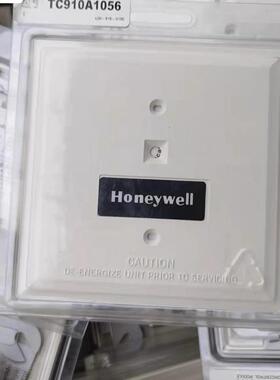 TC910A1056
Honeywell
CAUTION
DE-ENERGIZE UNIT PRIOR TO SERVICING